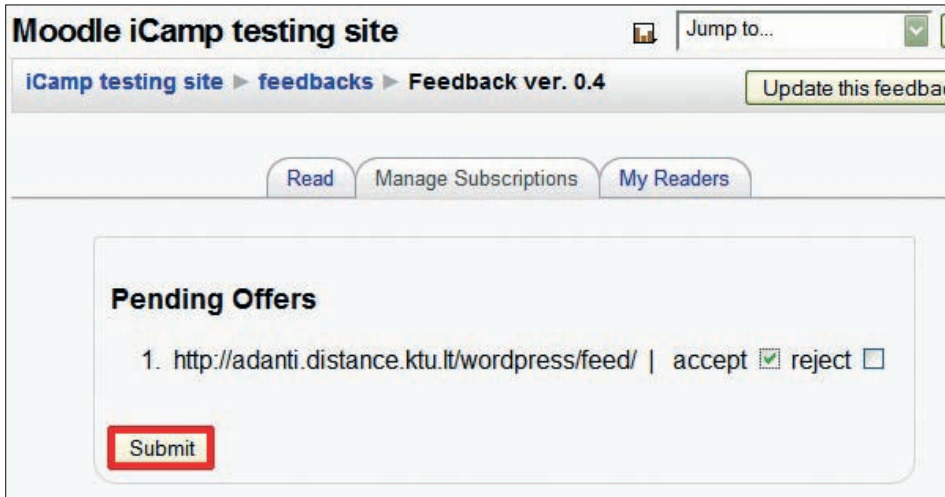 Moodle iCamp testing site
Jump to...
iCamp testing site ► feedbacks ► Feedback ver. 0.4
Update this feedbac
Read Manage Subscriptions My Readers
Pending Offers
1. http://adanti.distance.ktu.lt/wordpress/feed/ | accept reject
Submit